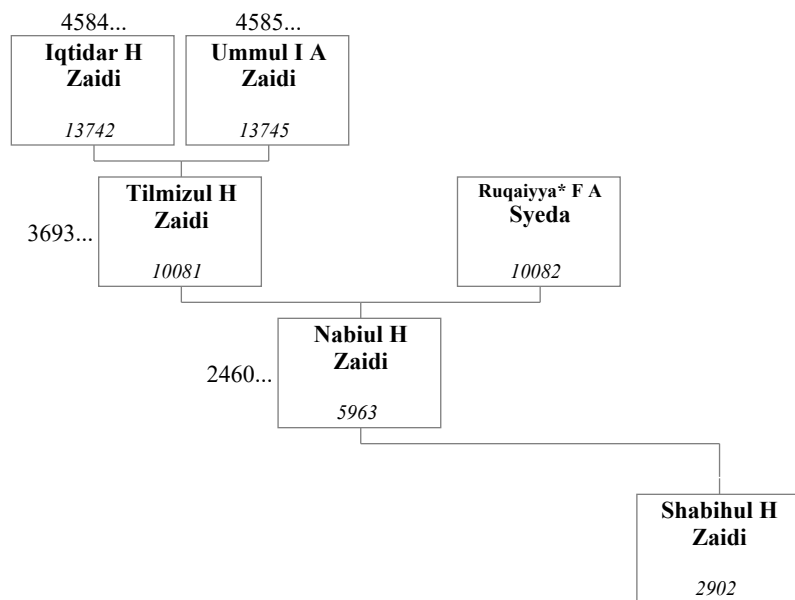 4584...
4585...
Iqtidar H
Zaidi
13742
Ummul I A
Zaidi
13745
3693...
Tilmizul H
Zaidi
10081
Ruqaiyya* F A
Syeda
10082
2460...
Nabiul H
Zaidi
5963
Shabihul H
Zaidi
2902